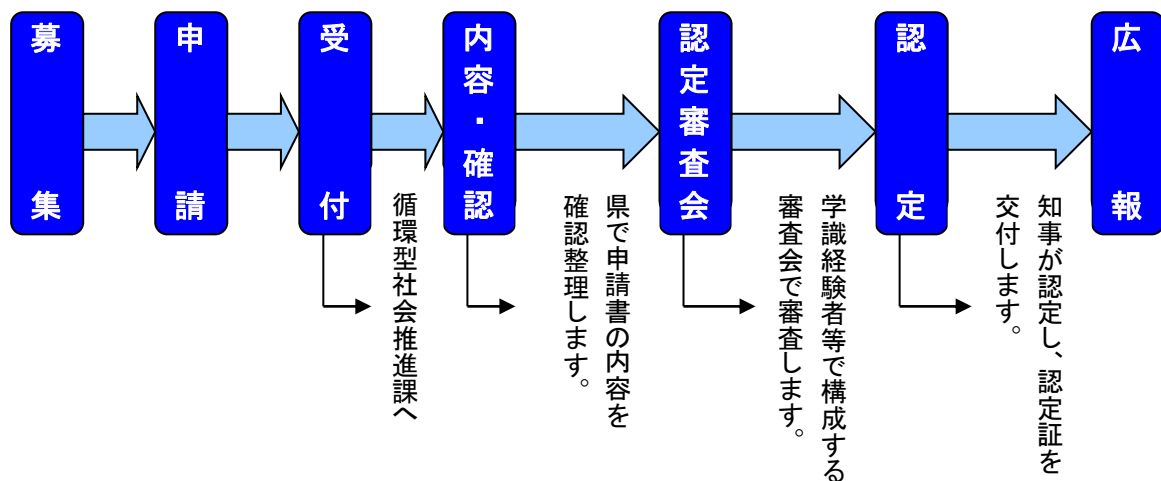 募集
申請
受付
内容・確認
認定審査会
認定
広報
循環型社会推進課へ
県で申請書の内容を
確認整理します。
学識経験者等で構成する
審査会で審査します。
知事が認定し、認定証を
交付します。